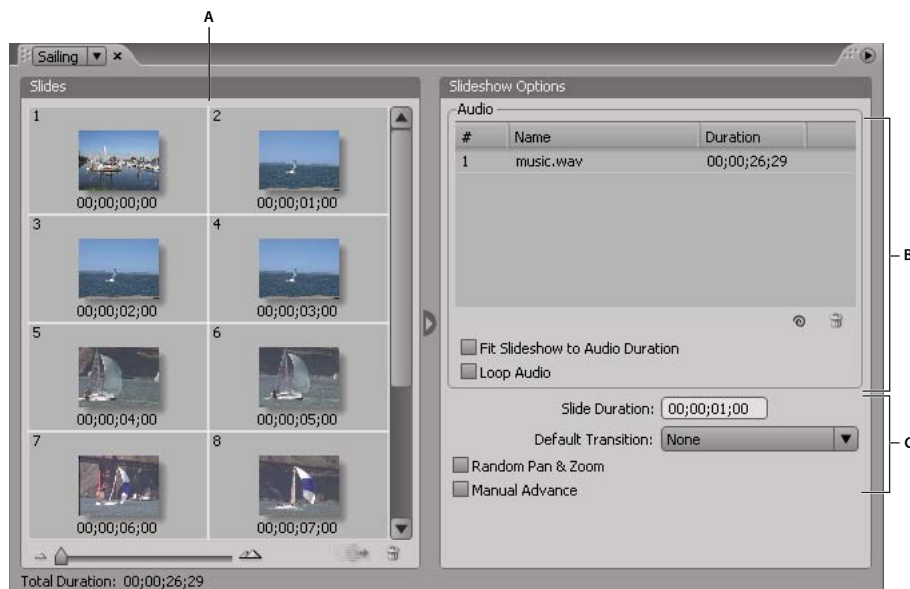 A
Sailing
Slides
Slideshow Options
1
2
00;00;00;00
00;00;01;00
3
4
00;00;02;00
00;00;03;00
5
6
00;00;04;00
00;00;05;00
7
8
00;00;06;00
00;00;07;00
Total Duration: 00;00;26;29
Audio
# Name Duration
1 music.wav 00;00;26;29
Fit Slideshow to Audio Duration
Loop Audio
B
Slide Duration: 00;00;01;00
Default Transition: None
Random Pan & Zoom
Manual Advance
C